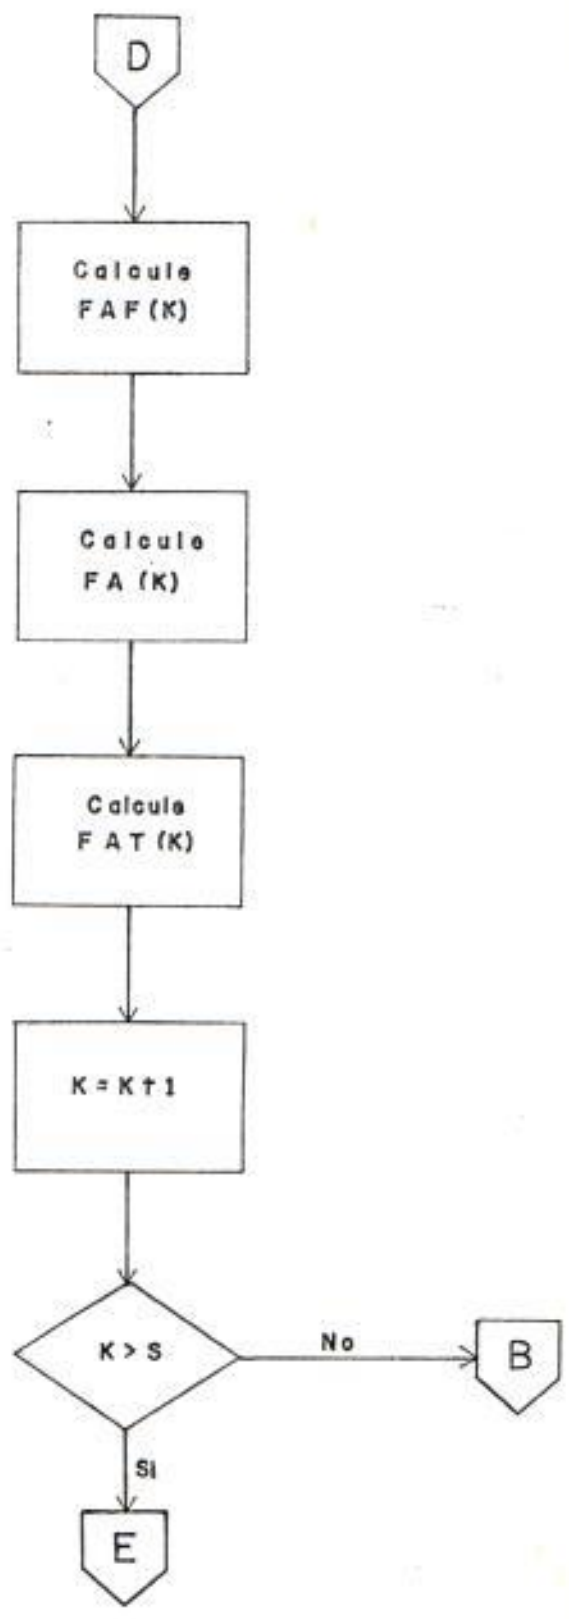 D
Calcule
FAF(K)
Calcule
FA(K)
Calcule
FAT(K)
K=K+1
K>S
No
B
Si
E